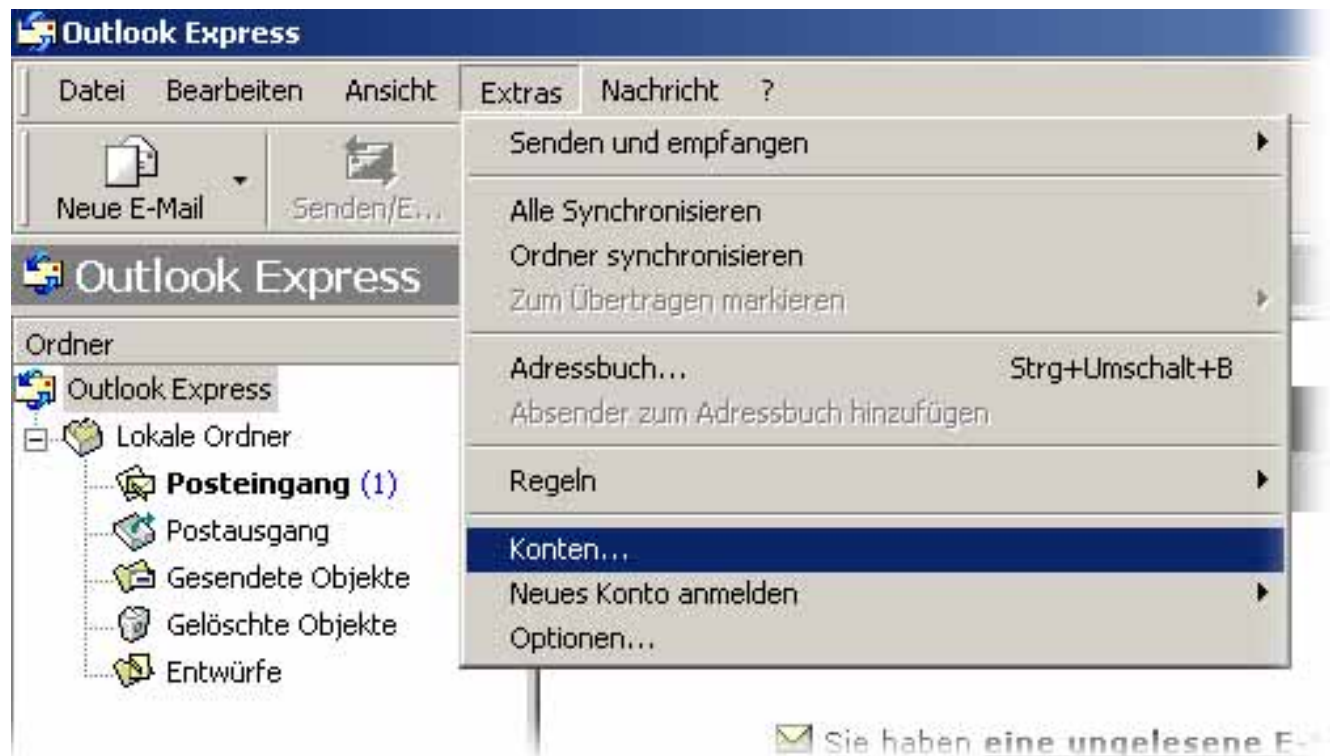 Outlook Express
Datei Bearbeiten Ansicht Extras Nachricht ?
Neue E-Mail Senden/E...
Senden und empfangen
Alle Synchronisieren
Ordner synchronisieren
Zum Übertragen markieren
Adressbuch... Strg+Umschalt+B
Absender zum Adressbuch hinzufügen
Regeln
Konten...
Neues Konto anmelden
Optionen...
Outlook Express
Ordner
Outlook Express
Lokale Ordner
Posteingang (1)
Postausgang
Gesendete Objekte
Gelöschte Objekte
Entwürfe
Sie haben eine ungelesene E-